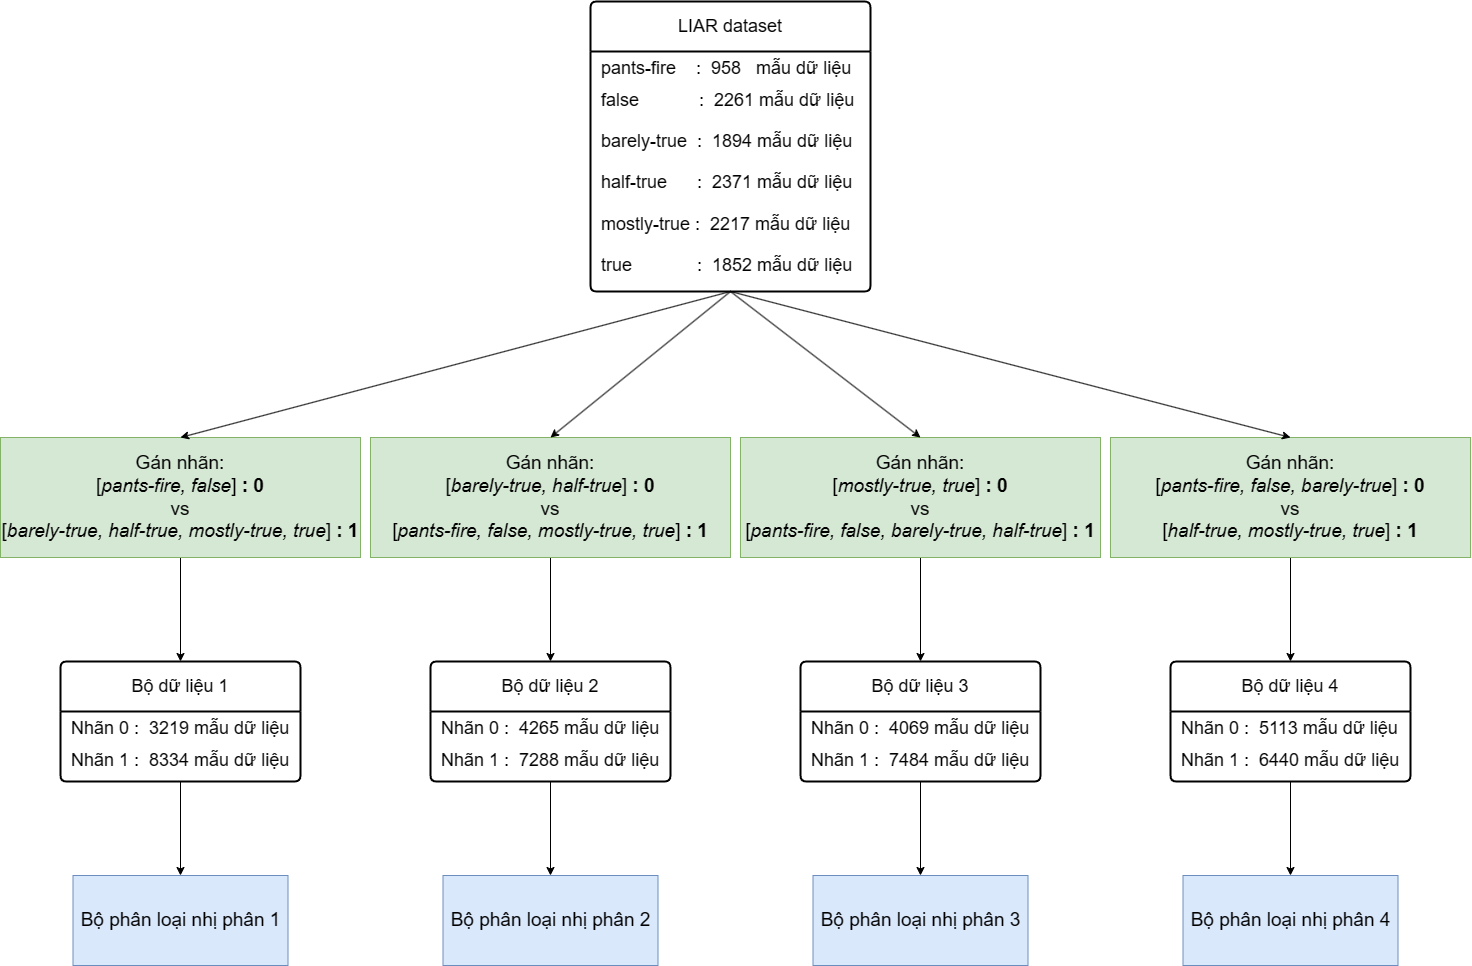 LIAR dataset
pants-fire : 958 mẫu dữ liệu
false : 2261 mẫu dữ liệu
barely-true : 1894 mẫu dữ liệu
half-true : 2371 mẫu dữ liệu
mostly-true : 2217 mẫu dữ liệu
true : 1852 mẫu dữ liệu
Gán nhãn:
[pants-fire, false] : 0
vs
[barely-true, half-true, mostly-true, true] : 1
Gán nhãn:
[barely-true, half-true] : 0
vs
[pants-fire, false, mostly-true, true] : 1
Gán nhãn:
[mostly-true, true] : 0
vs
[pants-fire, false, barely-true, half-true] : 1
Gán nhãn:
[pants-fire, false, barely-true] : 0
vs
[half-true, mostly-true, true] : 1
Bộ dữ liệu 1
Nhãn 0 : 3219 mẫu dữ liệu
Nhãn 1 : 8334 mẫu dữ liệu
Bộ dữ liệu 2
Nhãn 0 : 4265 mẫu dữ liệu
Nhãn 1 : 7288 mẫu dữ liệu
Bộ dữ liệu 3
Nhãn 0 : 4069 mẫu dữ liệu
Nhãn 1 : 7484 mẫu dữ liệu
Bộ dữ liệu 4
Nhãn 0 : 5113 mẫu dữ liệu
Nhãn 1 : 6440 mẫu dữ liệu
Bộ phân loại nhị phân 1
Bộ phân loại nhị phân 2
Bộ phân loại nhị phân 3
Bộ phân loại nhị phân 4